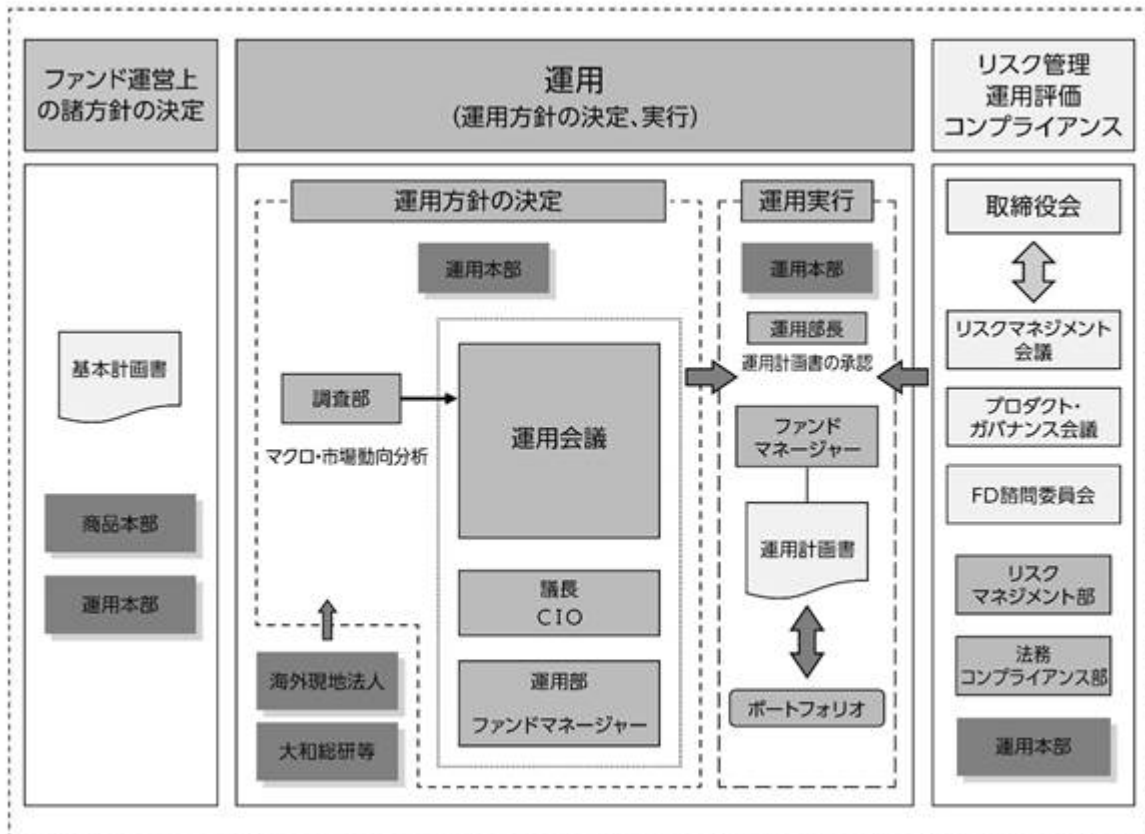 ファンド運営上
の諸方針の決定
運用
(運用方針の決定、実行)
リスク管理
運用評価
コンプライアンス
基本計画書
商品本部
運用本部
運用方針の決定
運用本部
調査部
マクロ・市場動向分析
運用会議
議長
CIO
運用部
ファンドマネージャー
海外現地法人
大和総研等
運用実行
運用本部
運用部長
運用計画書の承認
ファンド
マネージャー
運用計画書
ポートフォリオ
取締役会
リスクマネジメント
会議
プロダクト・
ガバナンス会議
FD諮問委員会
リスク
マネジメント部
法務
コンプライアンス部
運用本部